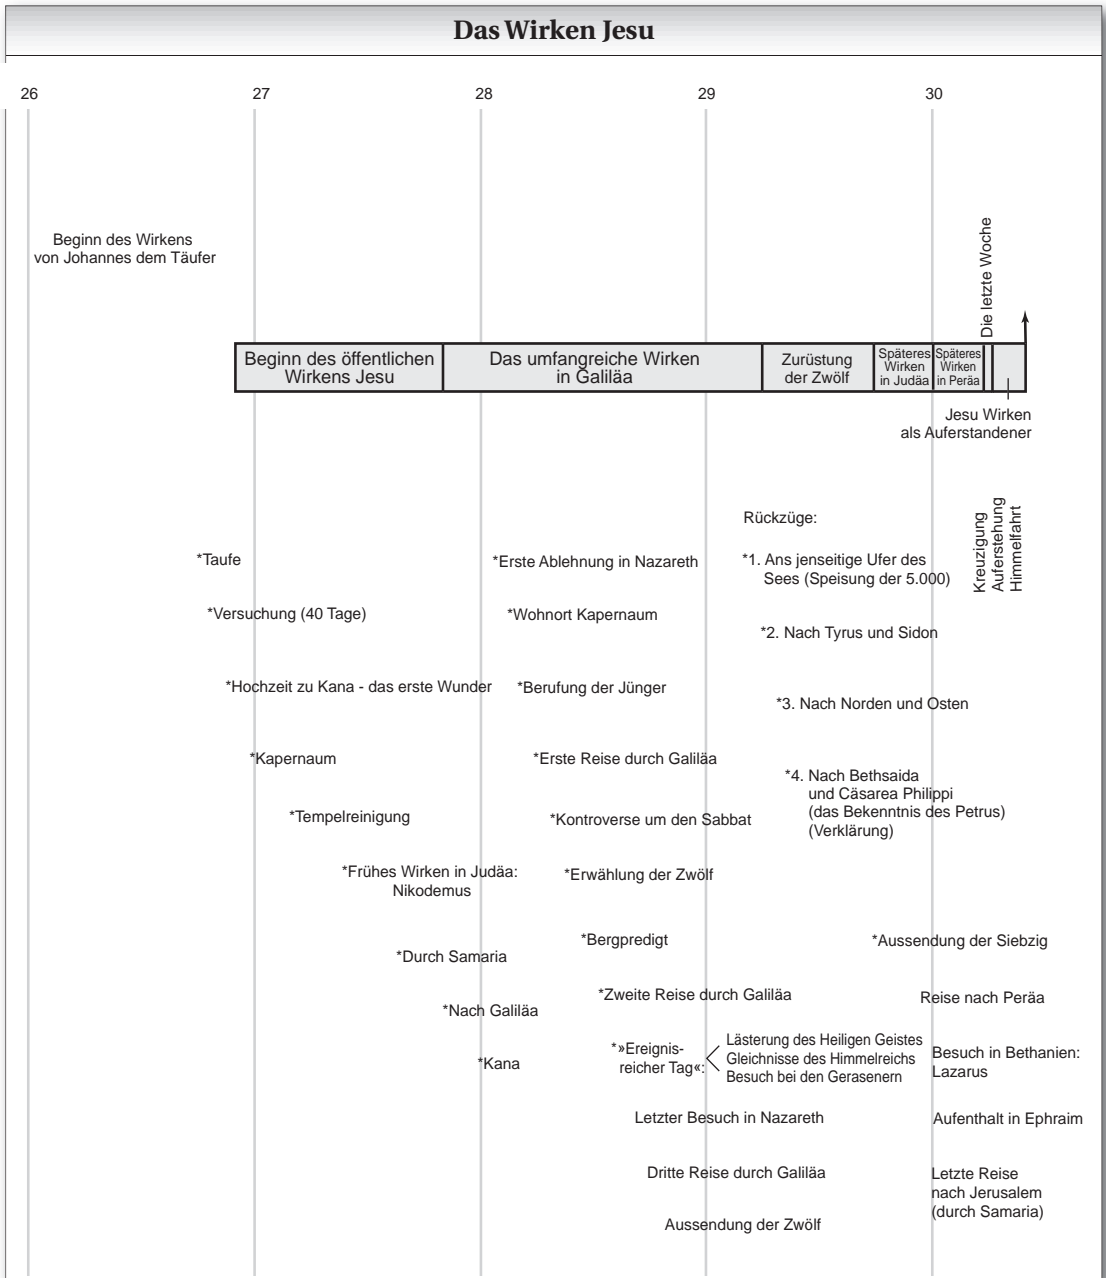 Das Wirken Jesu
26
27
28
29
30
Beginn des Wirkens
von Johannes dem Täufer
Die letzte Woche
Beginn des öffentlichen
Wirkens Jesu
Das umfangreiche Wirken
in Galiläa
Zurüstung
der Zwölf
Späteres
Wirken
in Judäa
Späteres
Wirken
in Peräa
Jesu Wirken
als Auferstandener
Kreuzigung
Auferstehung
Himmelfahrt
*Taufe
*Versuchung (40 Tage)
*Hochzeit zu Kana - das erste Wunder
*Kapernaum
*Tempelreinigung
*Frühes Wirken in Judäa:
Nikodemus
*Durch Samaria
*Nach Galiläa
*Kana
*Erste Ablehnung in Nazareth
*Wohnort Kapernaum
*Berufung der Jünger
*Erste Reise durch Galiläa
*Kontroverse um den Sabbat
*Erwählung der Zwölf
*Bergpredigt
*Zweite Reise durch Galiläa
*»Ereignis-
reicher Tag«:
Lästerung des Heiligen Geistes
Gleichnisse des Himmelreichs
Besuch bei den Gerasenern
Letzter Besuch in Nazareth
Dritte Reise durch Galiläa
Aussendung der Zwölf
Rückzüge:
*1. Ans jenseitige Ufer des
Sees (Speisung der 5.000)
*2. Nach Tyrus und Sidon
*3. Nach Norden und Osten
*4. Nach Bethsaida
und Cäsarea Philippi
(das Bekenntnis des Petrus)
(Verklärung)
*Aussendung der Siebzig
Reise nach Peräa
Besuch in Bethanien:
Lazarus
Aufenthalt in Ephraim
Letzte Reise
nach Jerusalem
(durch Samaria)